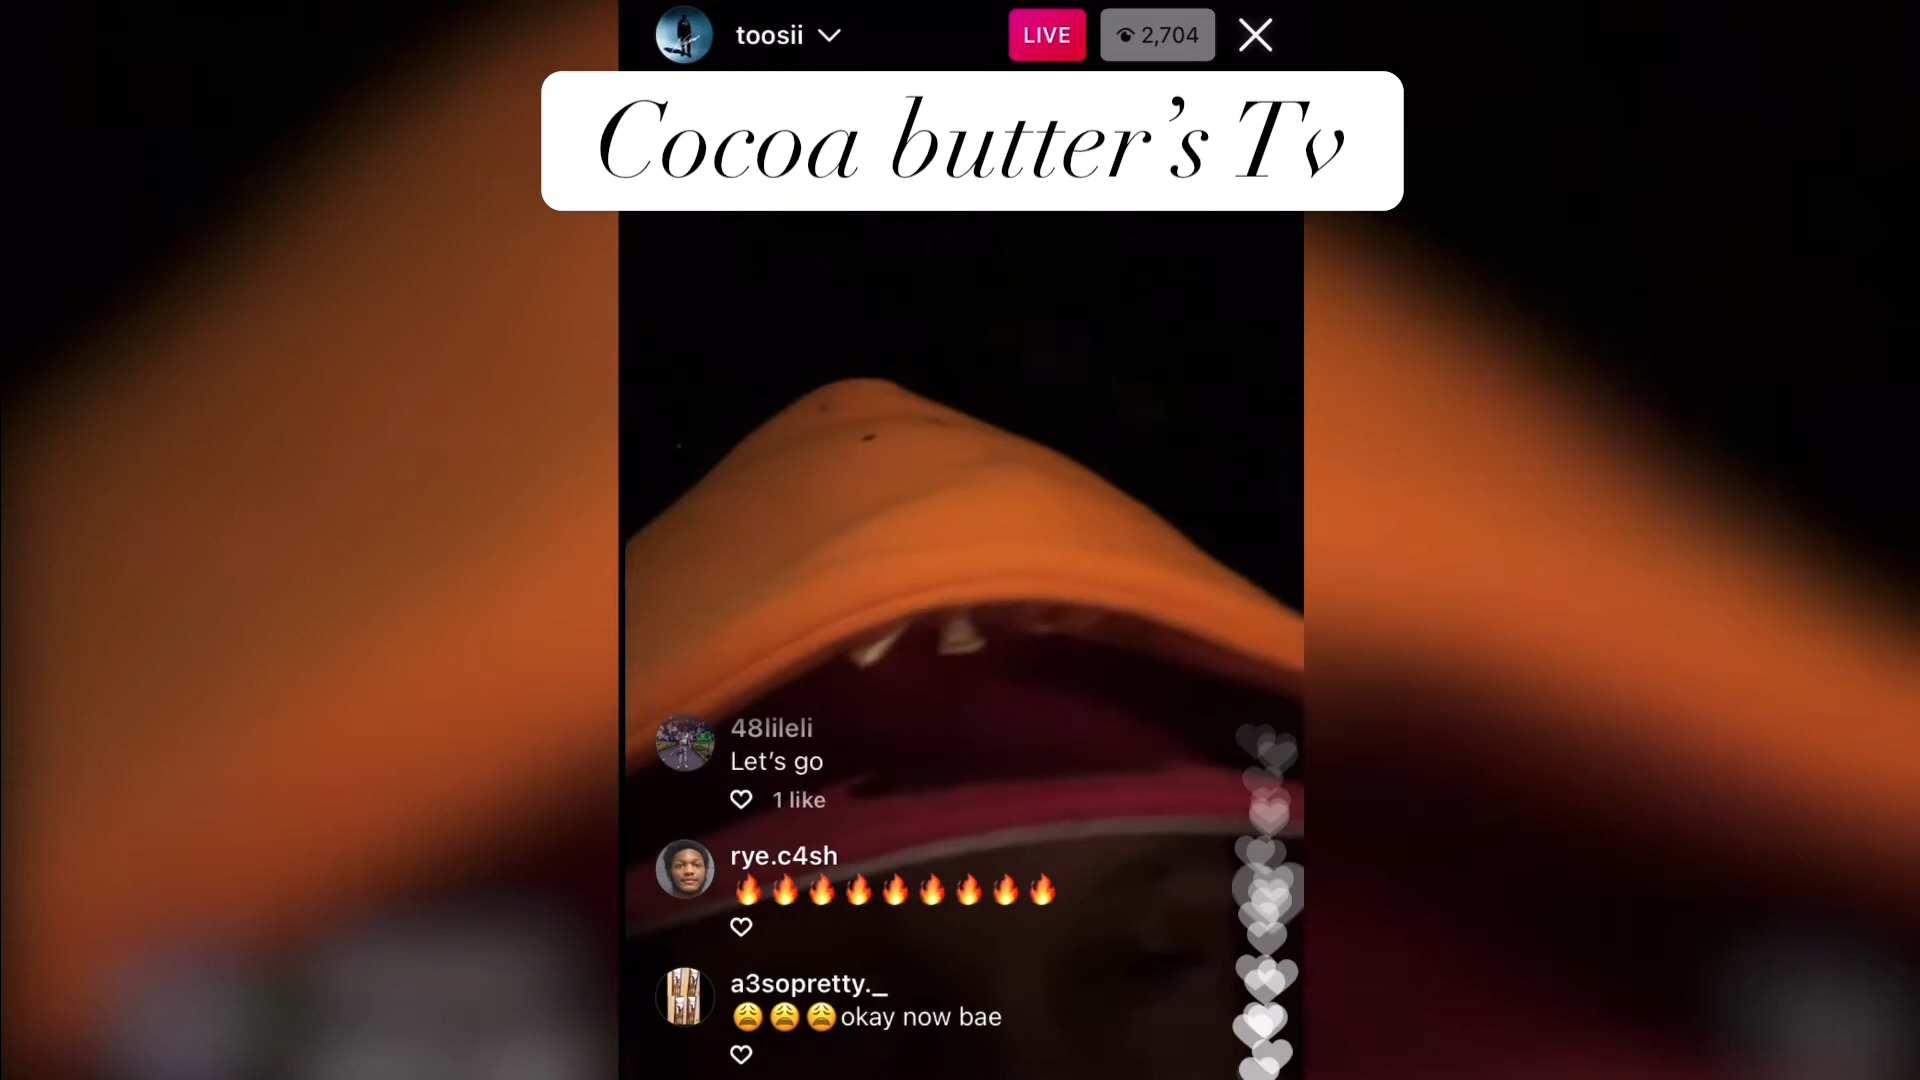 toosii
LIVE
2,704
Cocoa butter’s Tv
48lileli
Let’s go
1 like
rye.c4sh
🔥🔥🔥🔥🔥🔥🔥🔥🔥
a3sopretty._
😩😩😩okay now bae